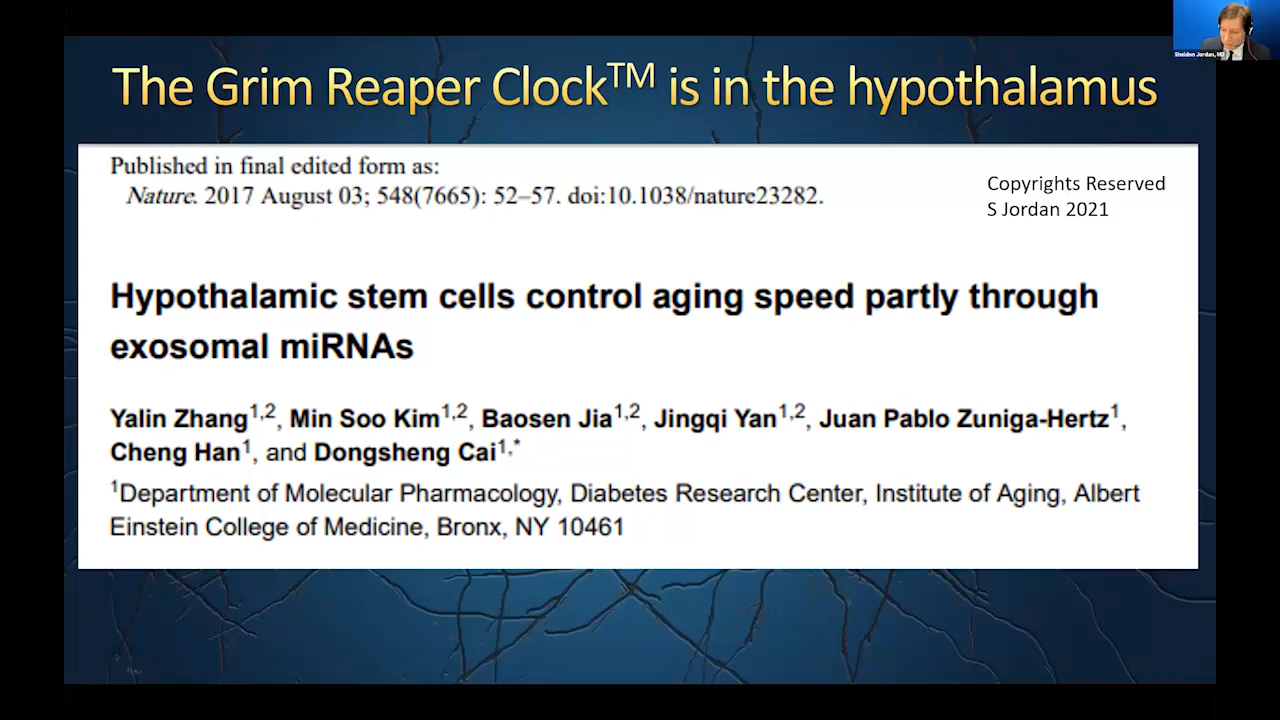 The Grim Reaper Clock™ is in the hypothalamus
Sheldon Jordan, MD
Published in final edited form as:
Nature. 2017 August 03; 548(7665): 52–57. doi:10.1038/nature23282.
Copyrights Reserved
S Jordan 2021
Hypothalamic stem cells control aging speed partly through
exosomal miRNAs
Yalin Zhang1,2, Min Soo Kim1,2, Baosen Jia1,2, Jingqi Yan1,2, Juan Pablo Zuniga-Hertz1,
Cheng Han1, and Dongsheng Cai1,*
1Department of Molecular Pharmacology, Diabetes Research Center, Institute of Aging, Albert
Einstein College of Medicine, Bronx, NY 10461